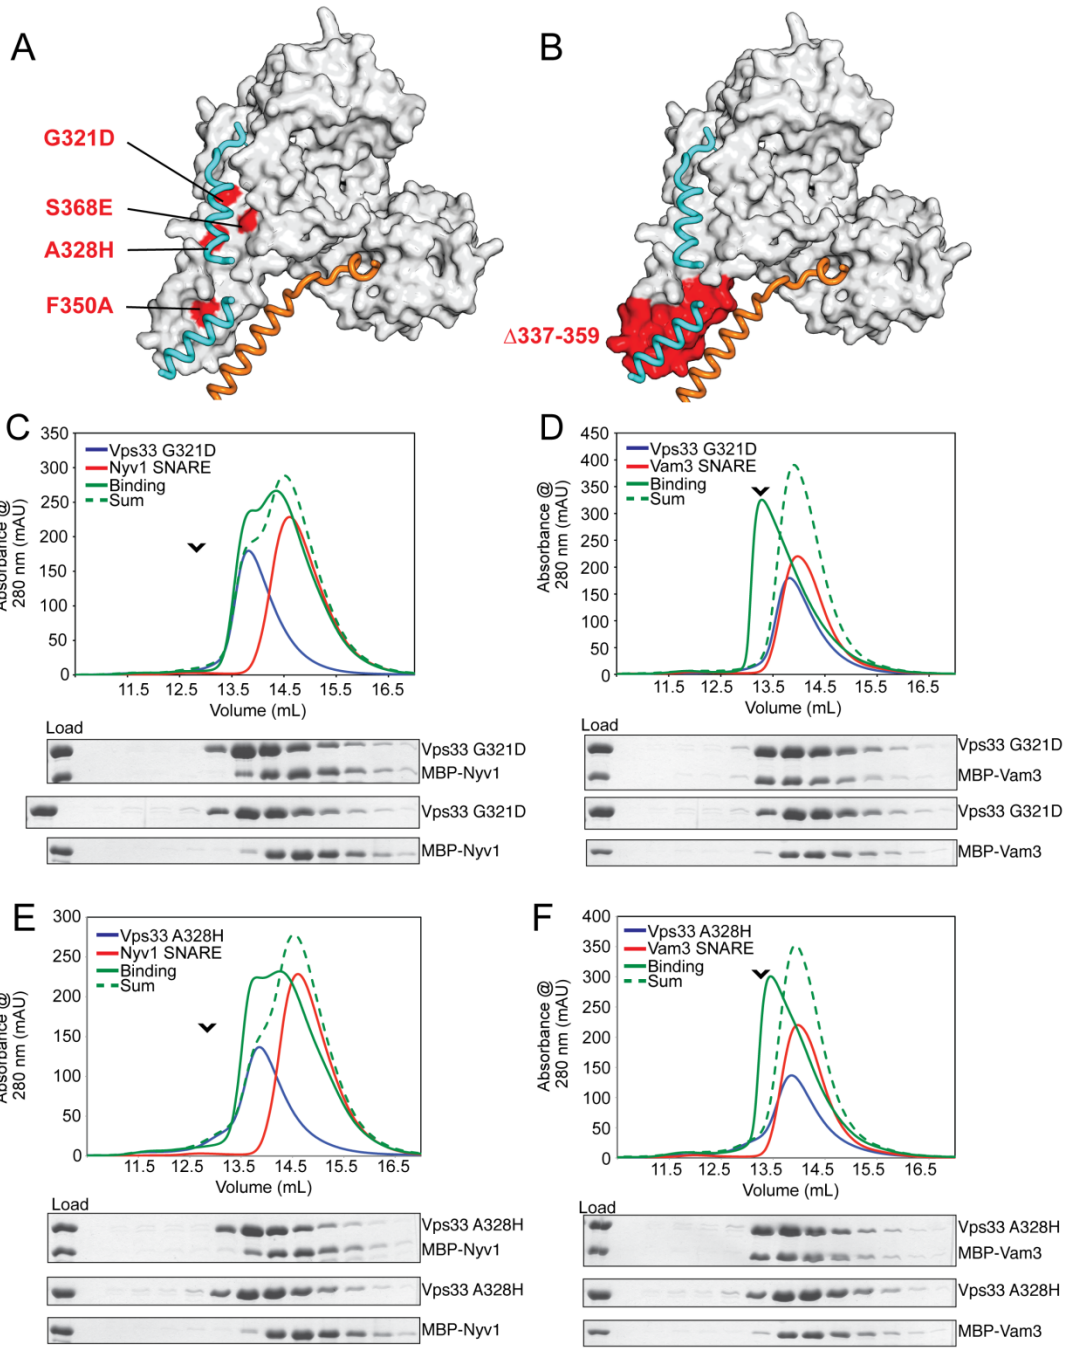 A
G321D
S368E
A328H
F350A
B
Δ337-359
C
350
300
250
200
150
100
50
0
Absorbance @
280 nm (mAU)
Vps33 G321D
Nyv1 SNARE
Binding
Sum
11.5 12.5 13.5 14.5 15.5 16.5
Volume (mL)
Load
Vps33 G321D
MBP-Nyv1
Vps33 G321D
MBP-Nyv1
D
450
400
350
300
250
200
150
100
50
0
Absorbance @
280 nm (mAU)
Vps33 G321D
Vam3 SNARE
Binding
Sum
11.5 12.5 13.5 14.5 15.5 16.5
Volume (mL)
Load
Vps33 G321D
MBP-Vam3
Vps33 G321D
MBP-Vam3
E
300
250
200
150
100
50
0
Absorbance @
280 nm (mAU)
Vps33 A328H
Nyv1 SNARE
Binding
Sum
11.5 12.5 13.5 14.5 15.5 16.5
Volume (mL)
Load
Vps33 A328H
MBP-Nyv1
Vps33 A328H
MBP-Nyv1
F
400
350
300
250
200
150
100
50
0
Absorbance @
280 nm (mAU)
Vps33 A328H
Vam3 SNARE
Binding
Sum
11.5 12.5 13.5 14.5 15.5 16.5
Volume (mL)
Load
Vps33 A328H
MBP-Vam3
Vps33 A328H
MBP-Vam3